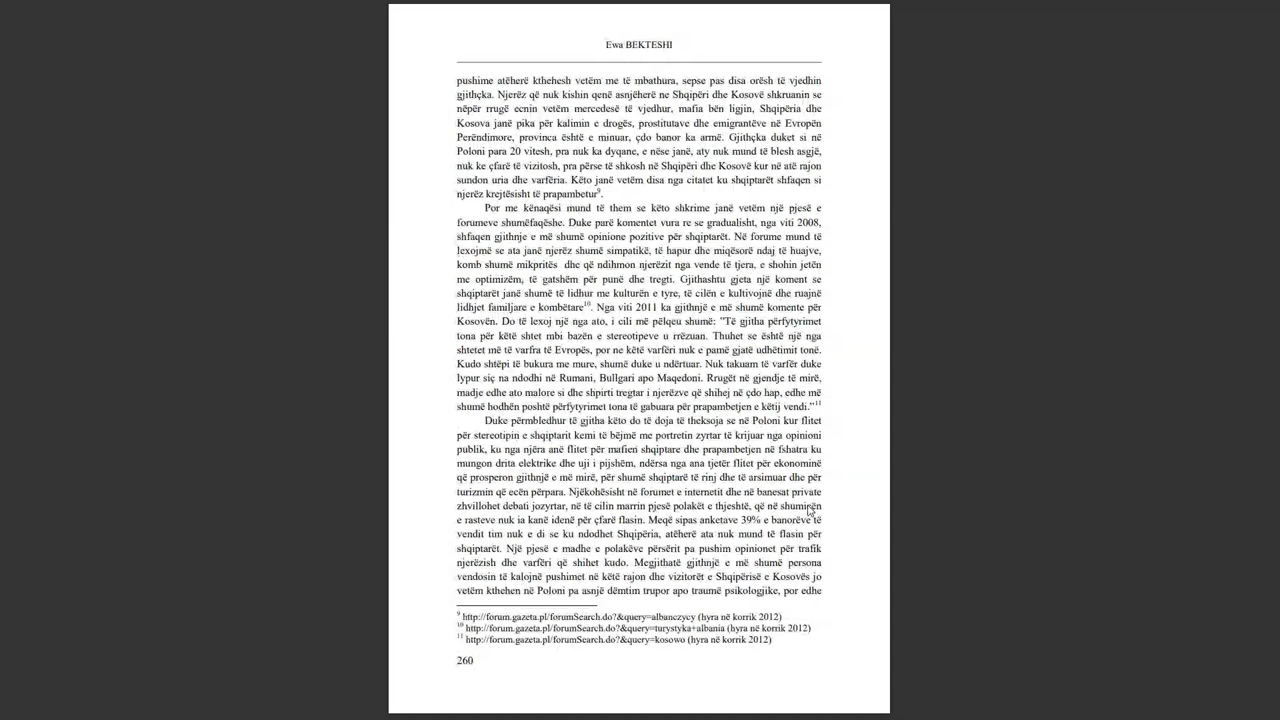 Ewa BEKTESHI
pushime atëherë kthehesh vetëm me të mbathura, sepse pas disa orësh të vjedhin
gjithçka. Njerëz që nuk kishin qenë asnjëherë ne Shqipëri dhe Kosovë shkruanin se
nëpër rrugë ecnin vetëm mercedesë të vjedhur, mafia bën ligjin, Shqipëria dhe
Kosova janë pika për kalimin e drogës, prostitutave dhe emigrantëve në Evropën
Perëndimore, provinca është e minuar, çdo banor ka armë. Gjithçka duket si në
Poloni para 20 vitesh, pra nuk ka dyqane, e nëse janë, aty nuk mund të blesh asgjë,
nuk ke çfarë të vizitosh, pra përse të shkosh në Shqipëri dhe Kosovë kur në atë rajon
sundon uria dhe varfëria. Këto janë vetëm disa nga citatet ku shqiptarët shfaqen si
njerëz krejtësisht të prapambetur⁹.
Por me kënaqësi mund të them se këto shkrime janë vetëm një pjesë e
forumeve shumëfaqëshe. Duke parë komentet vura re se gradualisht, nga viti 2008,
shfaqen gjithnje e më shumë opinione pozitive për shqiptarët. Në forume mund të
lexojmë se ata janë njerëz shumë simpatikë, të hapur dhe miqësorë ndaj të huajve,
komb shumë mikpritës dhe që ndihmon njerëzit nga vende të tjera, e shohin jetën
me optimizëm, të gatshëm për punë dhe tregti. Gjithashtu gjeta një koment se
shqiptarët janë shumë të lidhur me kulturën e tyre, të cilën e kultivojnë dhe ruajnë
lidhjet familjare e kombëtare¹⁰. Nga viti 2011 ka gjithnjë e më shumë komente për
Kosovën. Do të lexoj një nga ato, i cili më pëlqeu shumë: "Të gjitha përfytyrimet
tona për këtë shtet mbi bazën e stereotipeve u rrëzuan. Thuhet se është një nga
shtetet më të varfra të Evropës, por ne këtë varfëri nuk e pamë gjatë udhëtimit tonë.
Kudo shtëpi të bukura me mure, shumë duke u ndërtuar. Nuk takuam të varfër duke
lypur siç na ndodhi në Rumani, Bullgari apo Maqedoni. Rrugët në gjendje të mirë,
madje edhe ato malore si dhe shpirti tregtar i njerëzve që shihej në çdo hap, edhe më
shumë hodhën poshtë përfytyrimet tona të gabuara për prapambetjen e këtij vendi."¹¹
Duke përmbledhur të gjitha këto do të doja të theksoja se në Poloni kur flitet
për stereotipin e shqiptarit kemi të bëjmë me portretin zyrtar të krijuar nga opinioni
publik, ku nga njëra anë flitet për mafien shqiptare dhe prapambetjen në fshatra ku
mungon drita elektrike dhe uji i pijshëm, ndërsa nga ana tjetër flitet për ekonominë
që prosperon gjithnjë e më mirë, për shumë shqiptarë të rinj dhe të arsimuar dhe për
turizmin që ecën përpara. Njëkohësisht në forumet e internetit dhe në banesat private
zhvillohet debati jozyrtar, në të cilin marrin pjesë polakët e thjeshtë, që në shumicën
e rasteve nuk ia kanë idenë për çfarë flasin. Meqë sipas anketave 39% e banorëve të
vendit tim nuk e di se ku ndodhet Shqipëria, atëherë ata nuk mund të flasin për
shqiptarët. Një pjesë e madhe e polakëve përsërit pa pushim opinionet për trafik
njerëzish dhe varfëri që shihet kudo. Megjithatë gjithnjë e më shumë persona
vendosin të kalojnë pushimet në këtë rajon dhe vizitorët e Shqipërisë e Kosovës jo
vetëm kthehen në Poloni pa asnjë dëmtim trupor apo traumë psikologjike, por edhe
⁹ http://forum.gazeta.pl/forumSearch.do?&query=albanczycy (hyra në korrik 2012)
¹⁰ http://forum.gazeta.pl/forumSearch.do?&query=turystyka+albania (hyra në korrik 2012)
¹¹ http://forum.gazeta.pl/forumSearch.do?&query=kosowo (hyra në korrik 2012)
260